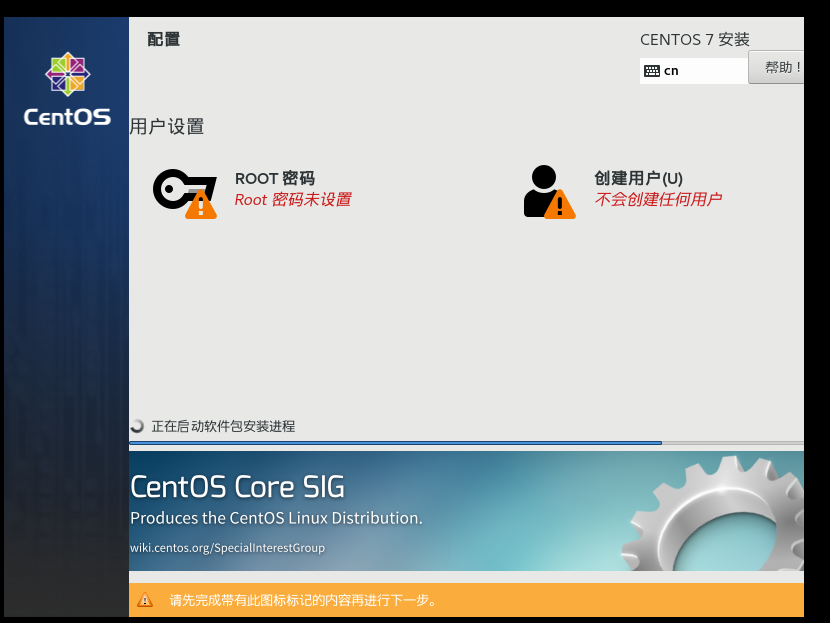 CentOS
配置
CENTOS 7 安装
cn
帮助！
用户设置
ROOT 密码
Root 密码未设置
创建用户(U)
不会创建任何用户
正在启动软件包安装进程
CentOS Core SIG
Produces the CentOS Linux Distribution.
wiki.centos.org/SpecialInterestGroup
请先完成带有此图标标记的内容再进行下一步。